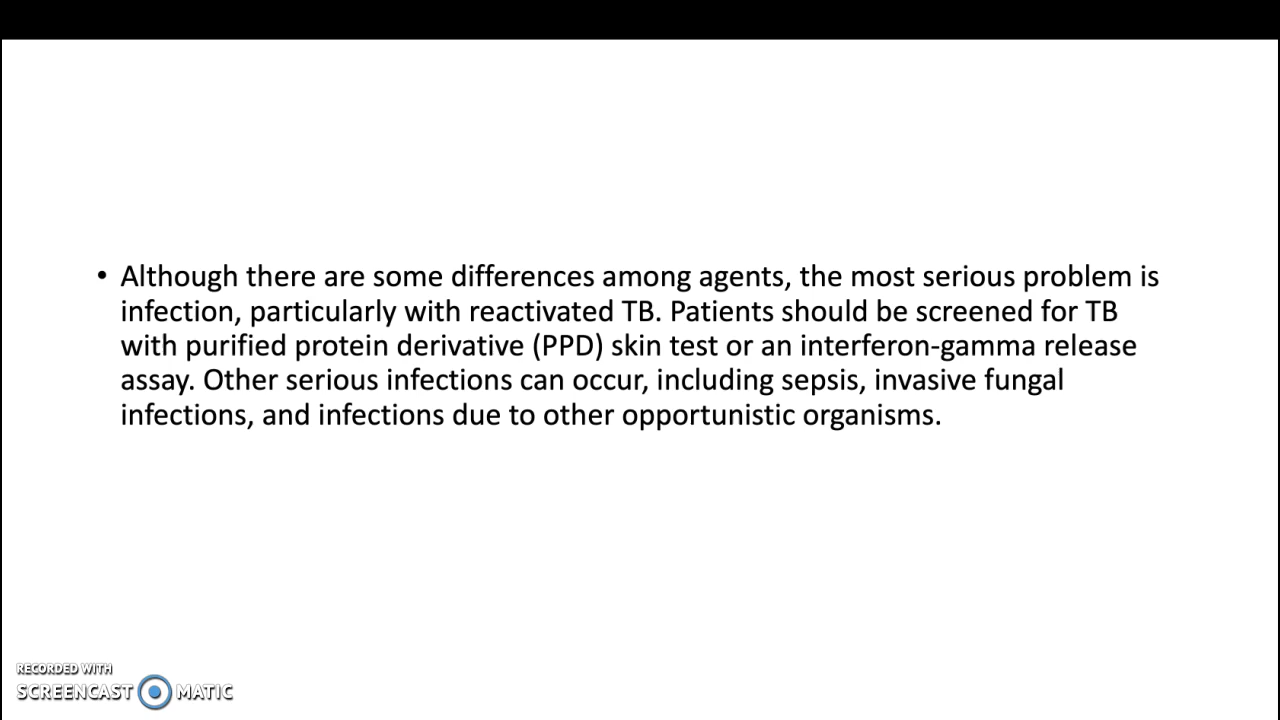 • Although there are some differences among agents, the most serious problem is
infection, particularly with reactivated TB. Patients should be screened for TB
with purified protein derivative (PPD) skin test or an interferon-gamma release
assay. Other serious infections can occur, including sepsis, invasive fungal
infections, and infections due to other opportunistic organisms.
RECORDED WITH
SCREENCAST MATIC